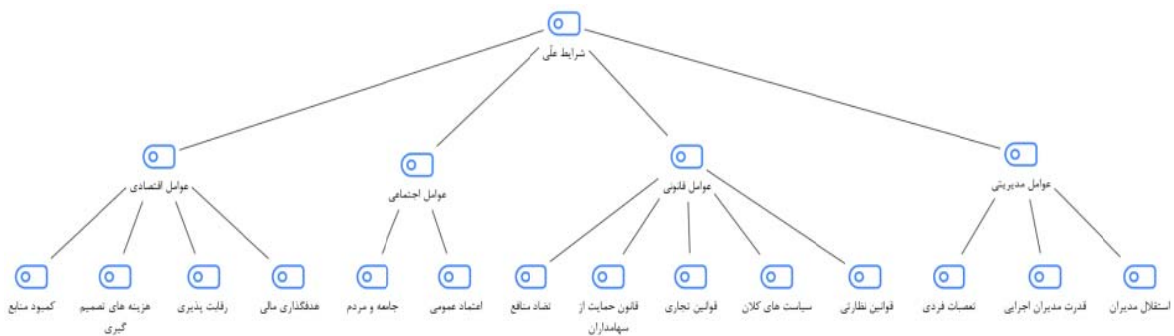 شرایط علّی
عوامل مدیریتی
عوامل قانونی
عوامل اجتماعی
عوامل اقتصادی
استقلال مدیران
قدرت مدیران اجرایی
تعصبات فردی
قوانین نظارتی
سیاست های کلان
قوانین تجاری
قانون حمایت از
سهامداران
تضاد منافع
اعتماد عمومی
جامعه و مردم
هدفگذاری مالی
رقابت پذیری
هزینه های تصمیم
گیری
کمبود منابع